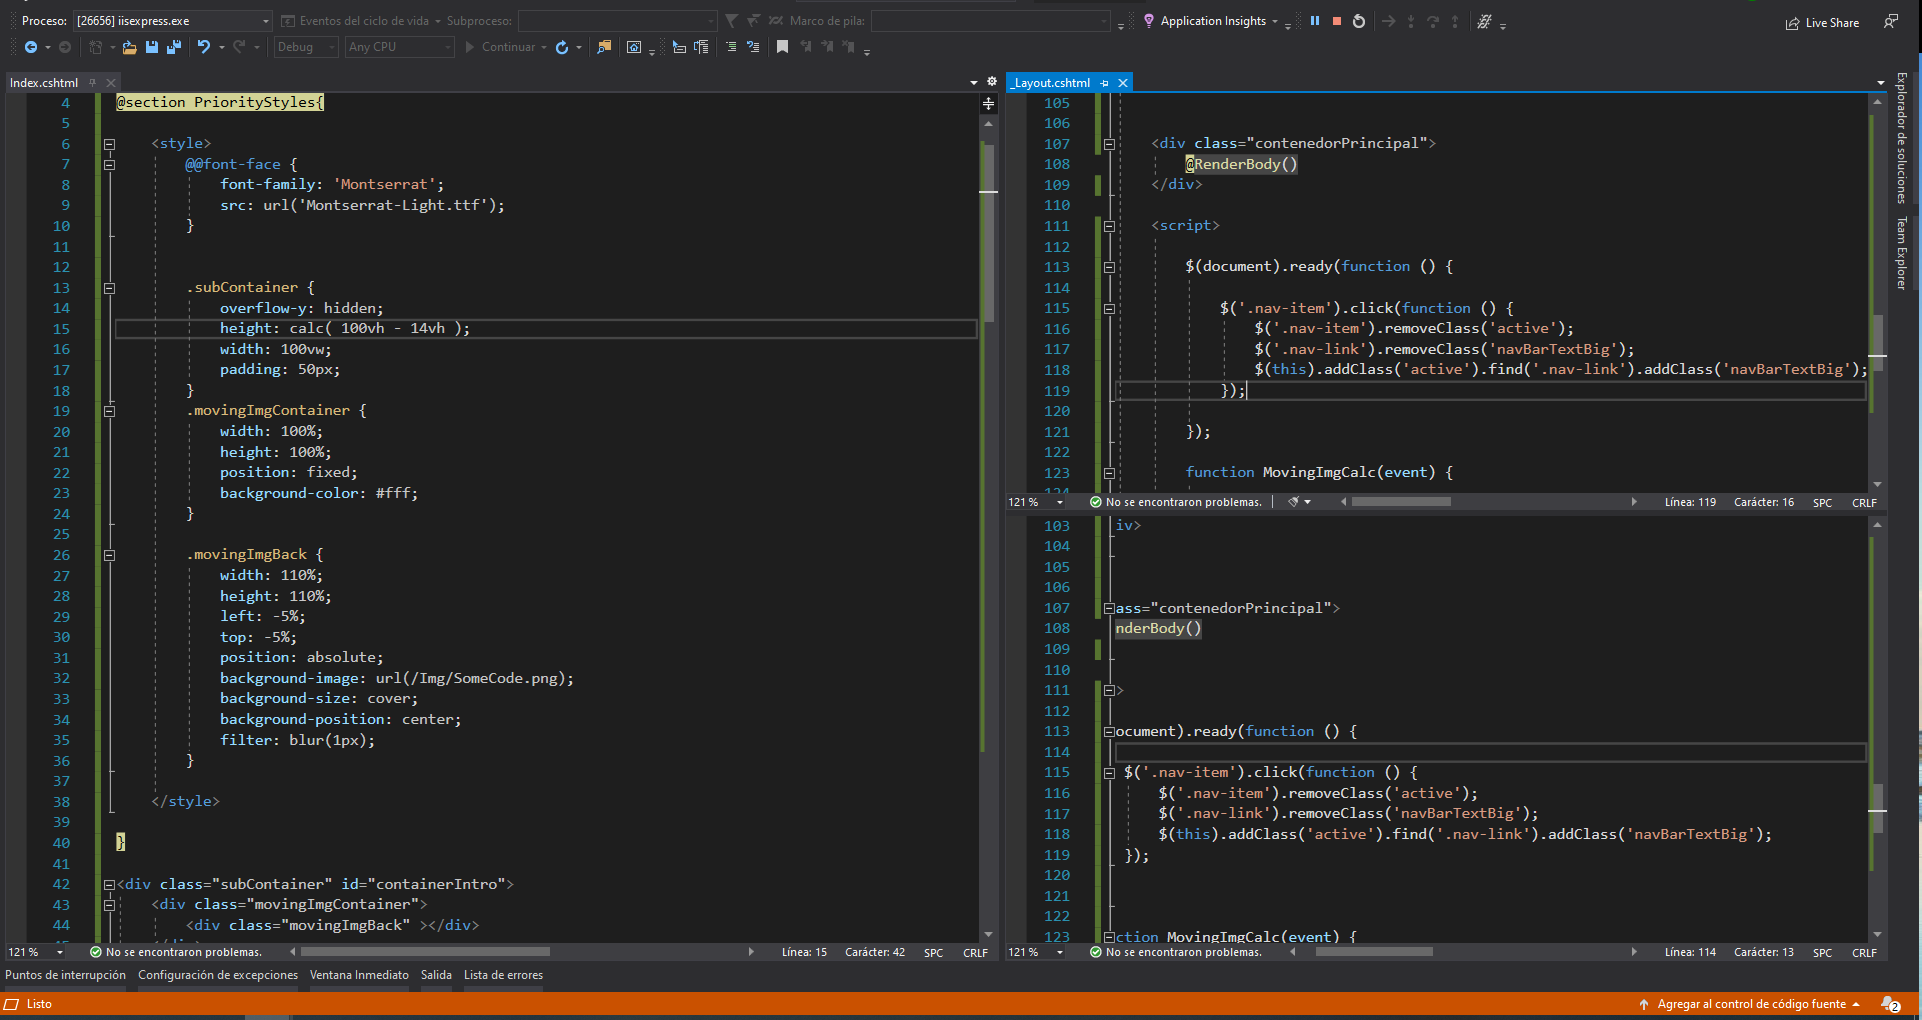 Proceso: [26656] iisexpress.exe Eventos del ciclo de vida Subproceso: Marco de pila: Application Insights Live Share
Debug Any CPU Continuar
Index.cshtml
4 @section PriorityStyles{
5
6 <style>
7 @@font-face {
8 font-family: 'Montserrat';
9 src: url('Montserrat-Light.ttf');
10 }
11
12
13 .subContainer {
14 overflow-y: hidden;
15 height: calc( 100vh - 14vh );
16 width: 100vw;
17 padding: 50px;
18 }
19 .movingImgContainer {
20 width: 100%;
21 height: 100%;
22 position: fixed;
23 background-color: #fff;
24 }
25
26 .movingImgBack {
27 width: 110%;
28 height: 110%;
29 left: -5%;
30 top: -5%;
31 position: absolute;
32 background-image: url(/Img/SomeCode.png);
33 background-size: cover;
34 background-position: center;
35 filter: blur(1px);
36 }
37
38 </style>
39
40 }
41
42 <div class="subContainer" id="containerIntro">
43 <div class="movingImgContainer">
44 <div class="movingImgBack" ></div>
121 % No se encontraron problemas. Línea: 15 Carácter: 42 SPC CRLF
_Layout.cshtml
105
106
107 <div class="contenedorPrincipal">
108 @RenderBody()
109 </div>
110
111 <script>
112
113 $(document).ready(function () {
114
115 $('.nav-item').click(function () {
116 $('.nav-item').removeClass('active');
117 $('.nav-link').removeClass('navBarTextBig');
118 $(this).addClass('active').find('.nav-link').addClass('navBarTextBig');
119 });
120
121 });
122
123 function MovingImgCalc(event) {
124
121 % No se encontraron problemas. Línea: 119 Carácter: 16 SPC CRLF
103 iv>
104
105
106
107 ass="contenedorPrincipal">
108 nderBody()
109
110
111 >
112
113 ocument).ready(function () {
114
115 $('.nav-item').click(function () {
116 $('.nav-item').removeClass('active');
117 $('.nav-link').removeClass('navBarTextBig');
118 $(this).addClass('active').find('.nav-link').addClass('navBarTextBig');
119 });
120
121
122
123 ction MovingImgCalc(event) {
121 % No se encontraron problemas. Línea: 114 Carácter: 13 SPC CRLF
Explorador de soluciones
Team Explorer
Puntos de interrupción Configuración de excepciones Ventana Inmediato Salida Lista de errores
Listo Agregar al control de código fuente 2